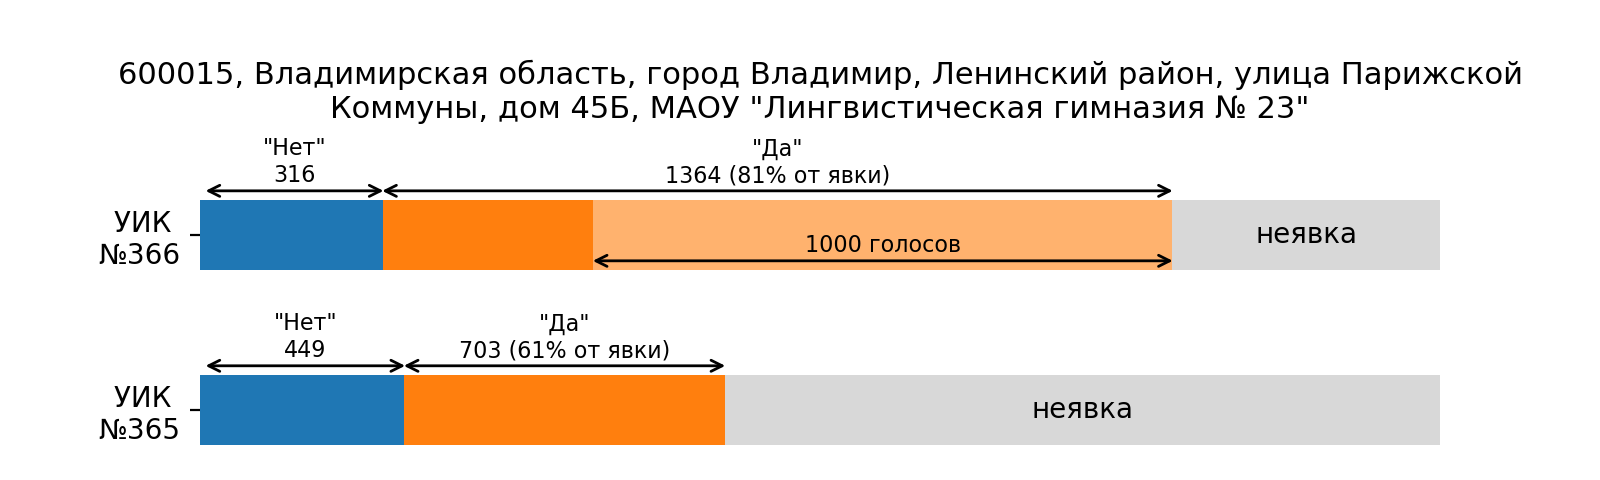 600015, Владимирская область, город Владимир, Ленинский район, улица Парижской
Коммуны, дом 45Б, МАОУ "Лингвистическая гимназия № 23"
"Нет"
316
"Да"
1364 (81% от явки)
УИК
№366
1000 голосов
неявка
"Нет"
449
"Да"
703 (61% от явки)
УИК
№365
неявка